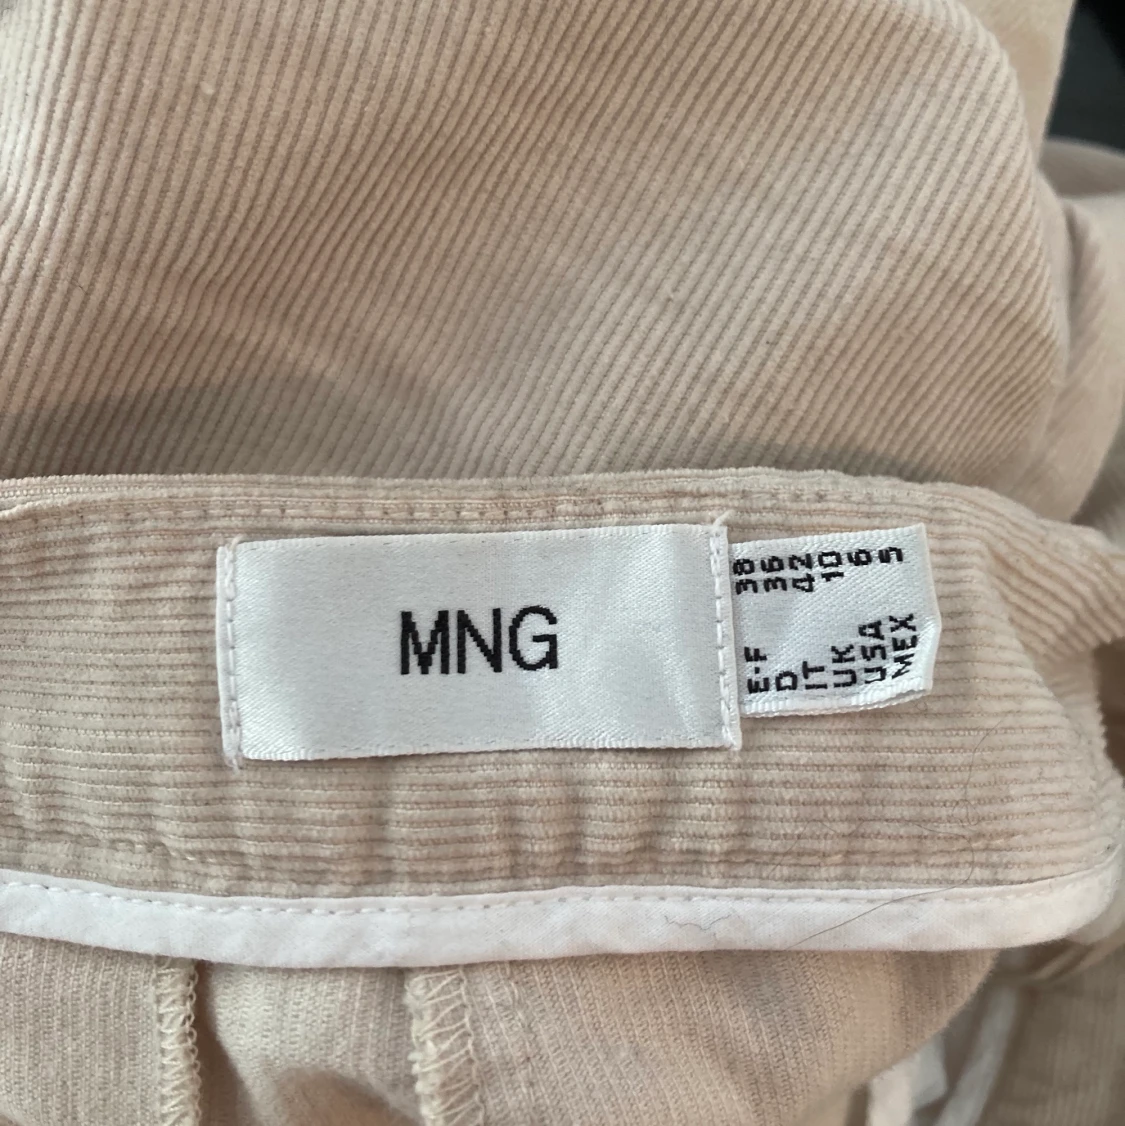 MNG
E-F 38
D 36
IT 42
UK 10
USA 6
MEX 5